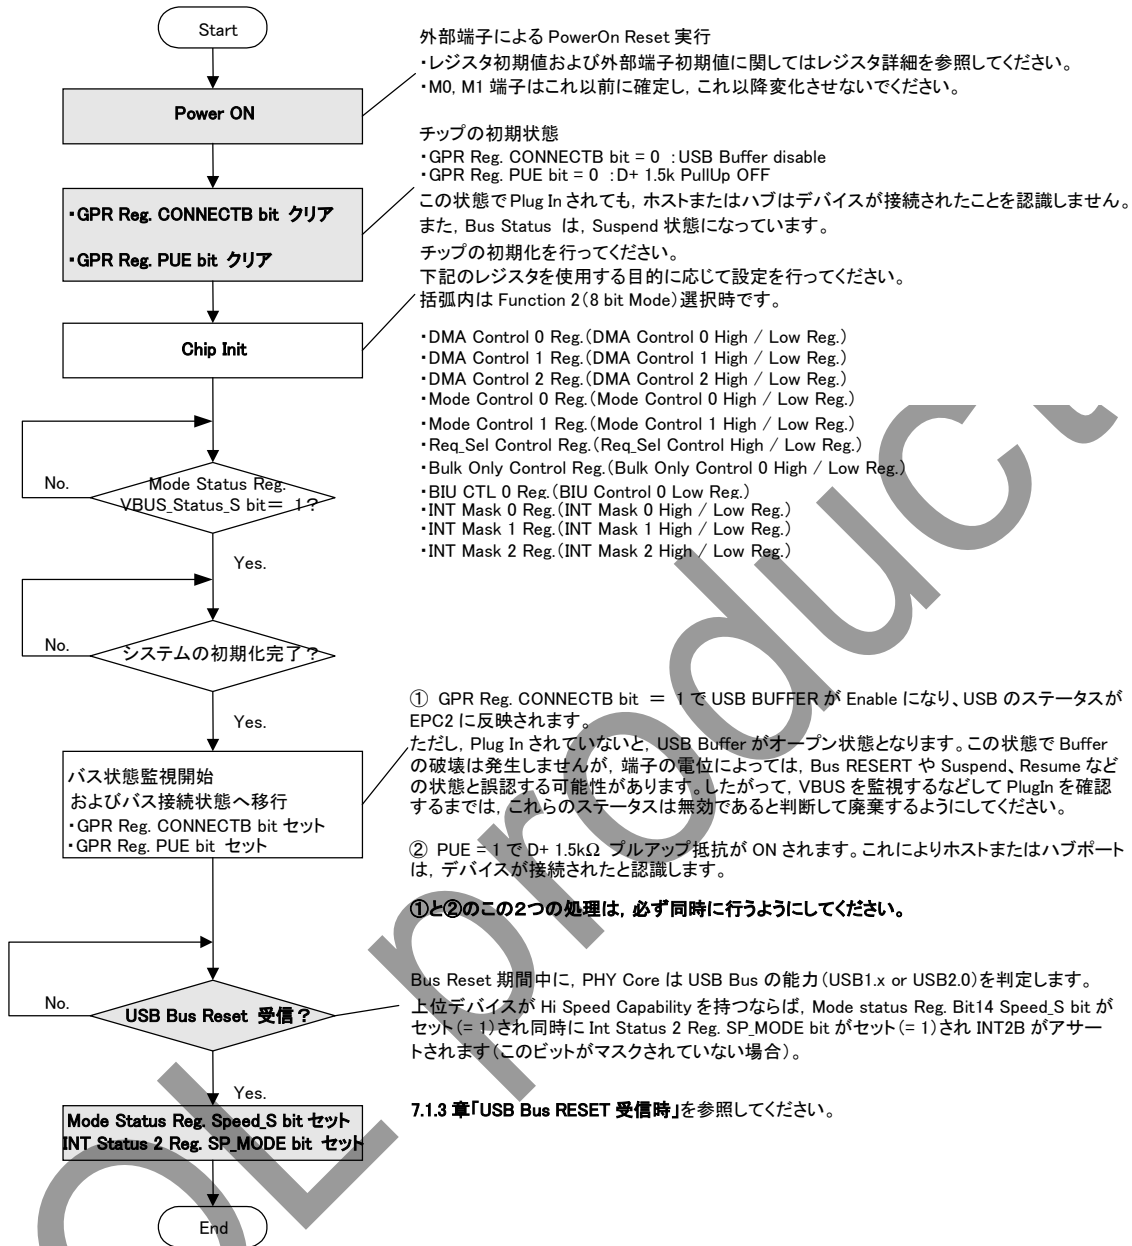 Start
外部端子による PowerOn Reset 実行
・レジスタ初期値および外部端子初期値に関してはレジスタ詳細を参照してください。
・M0, M1 端子はこれ以前に確定し, これ以降変化させないでください。
Power ON
チップの初期状態
・GPR Reg. CONNECTB bit = 0 :USB Buffer disable
・GPR Reg. PUE bit = 0 :D+ 1.5k PullUp OFF
この状態で Plug In されても, ホストまたはハブはデバイスが接続されたことを認識しません。
また, Bus Status は, Suspend 状態になっています。
・GPR Reg. CONNECTB bit クリア
・GPR Reg. PUE bit クリア
チップの初期化を行ってください。
下記のレジスタを使用する目的に応じて設定を行ってください。
括弧内は Function 2(8 bit Mode)選択時です。
Chip Init
・DMA Control 0 Reg.(DMA Control 0 High / Low Reg.)
・DMA Control 1 Reg.(DMA Control 1 High / Low Reg.)
・DMA Control 2 Reg.(DMA Control 2 High / Low Reg.)
・Mode Control 0 Reg.(Mode Control 0 High / Low Reg.)
・Mode Control 1 Reg.(Mode Control 1 High / Low Reg.)
・Req_Sel Control Reg.(Req_Sel Control High / Low Reg.)
・Bulk Only Control Reg.(Bulk Only Control 0 High / Low Reg.)
・BIU CTL 0 Reg.(BIU Control 0 Low Reg.)
・INT Mask 0 Reg.(INT Mask 0 High / Low Reg.)
・INT Mask 1 Reg.(INT Mask 1 High / Low Reg.)
・INT Mask 2 Reg.(INT Mask 2 High / Low Reg.)
No.
Mode Status Reg.
VBUS_Status_S bit= 1?
Yes.
No.
システムの初期化完了?
Yes.
① GPR Reg. CONNECTB bit = 1 で USB BUFFER が Enable になり、USB のステータスが
EPC2 に反映されます。
ただし, Plug In されていないと, USB Buffer がオープン状態となります。この状態で Buffer
の破壊は発生しませんが, 端子の電位によっては, Bus RESERT や Suspend、Resume など
の状態と誤認する可能性があります。したがって, VBUS を監視するなどして PlugIn を確認
するまでは, これらのステータスは無効であると判断して廃棄するようにしてください。
バス状態監視開始
およびバス接続状態へ移行
・GPR Reg. CONNECTB bit セット
・GPR Reg. PUE bit セット
② PUE = 1 で D+ 1.5kΩ プルアップ抵抗が ON されます。これによりホストまたはハブポート
は, デバイスが接続されたと認識します。
①と②のこの2つの処理は, 必ず同時に行うようにしてください。
No.
USB Bus Reset 受信?
Yes.
Bus Reset 期間中に, PHY Core は USB Bus の能力(USB1.x or USB2.0)を判定します。
上位デバイスが Hi Speed Capability を持つならば, Mode status Reg. Bit14 Speed_S bit が
セット(= 1)され同時に Int Status 2 Reg. SP_MODE bit がセット(= 1)され INT2B がアサー
トされます(このビットがマスクされていない場合)。
7.1.3 章「USB Bus RESET 受信時」を参照してください。
Mode Status Reg. Speed_S bit セット
INT Status 2 Reg. SP_MODE bit セット
End
OL product